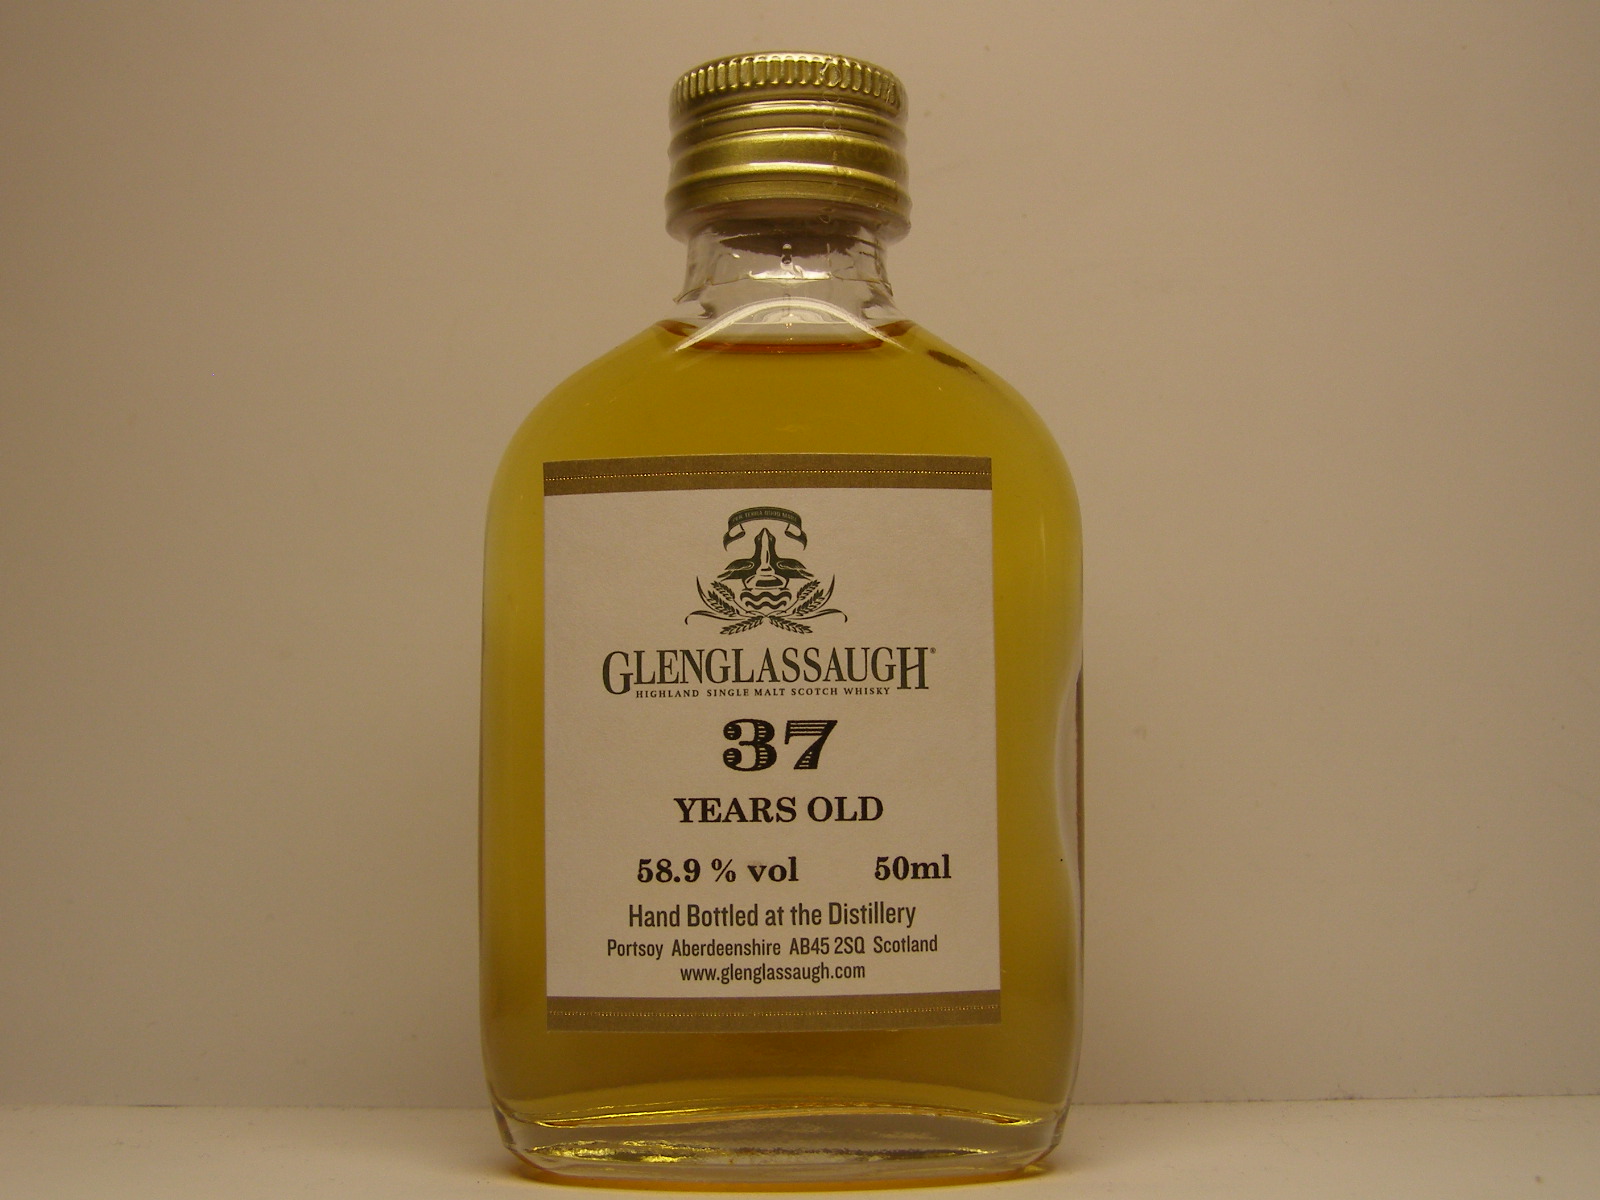 GLENGLASSAUGH®
HIGHLAND SINGLE MALT SCOTCH WHISKY
37
YEARS OLD
58.9 % vol 50ml
Hand Bottled at the Distillery
Portsoy Aberdeenshire AB45 2SQ Scotland
www.glenglassaugh.com